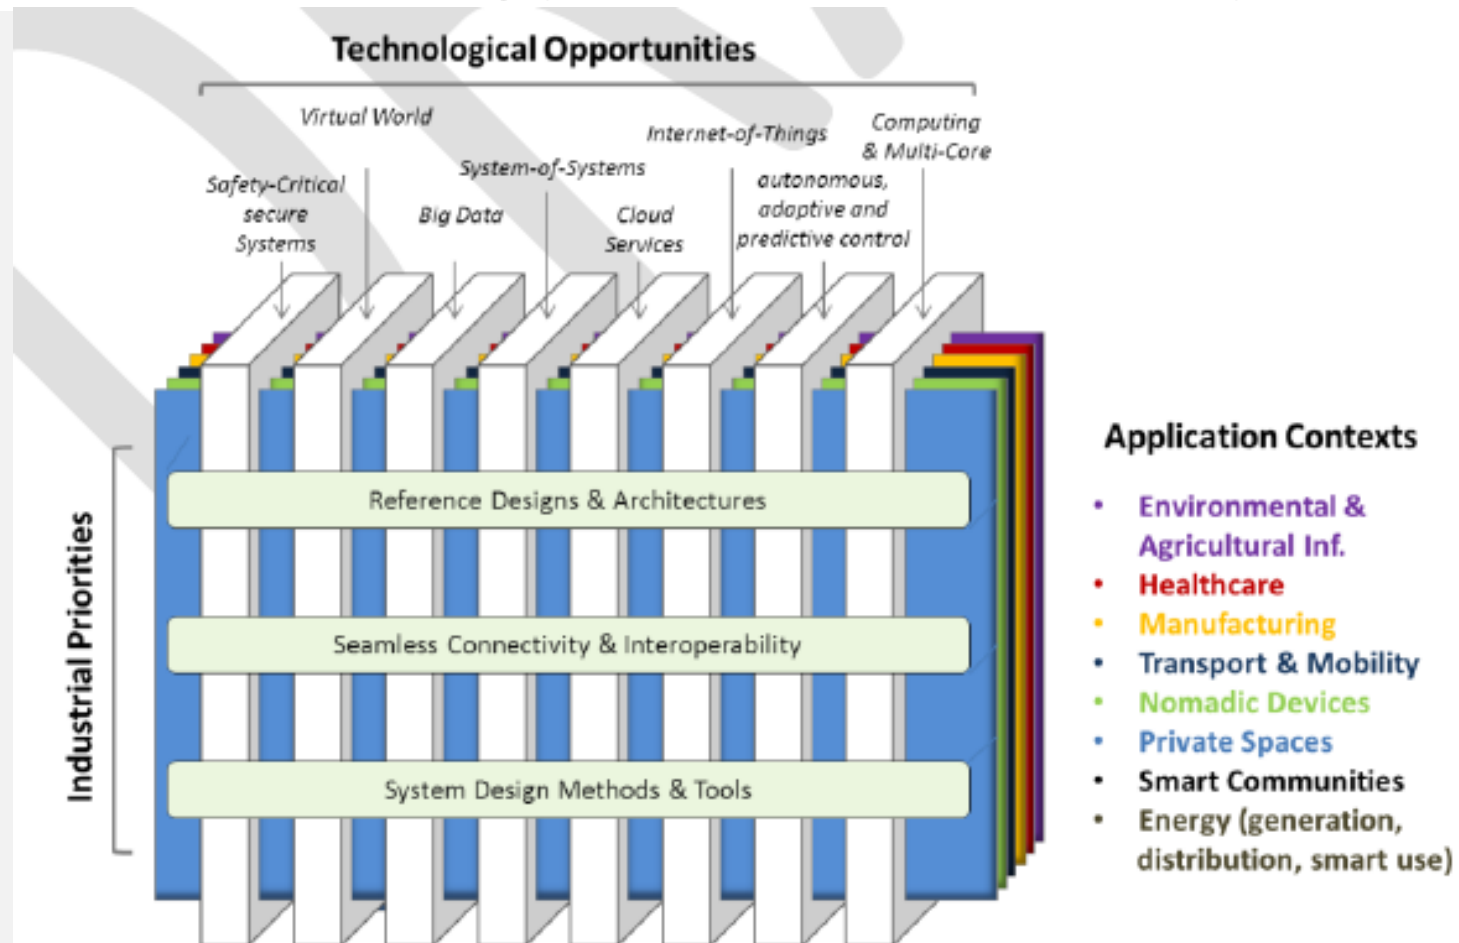 Technological Opportunities
Virtual World
Internet-of-Things
Computing
& Multi-Core
System-of-Systems
Safety-Critical
secure
Systems
Big Data
Cloud
Services
autonomous,
adaptive and
predictive control
Industrial Priorities
Reference Designs & Architectures
Seamless Connectivity & Interoperability
System Design Methods & Tools
Application Contexts
• Environmental &
Agricultural Inf.
• Healthcare
• Manufacturing
• Transport & Mobility
• Nomadic Devices
• Private Spaces
• Smart Communities
• Energy (generation,
distribution, smart use)